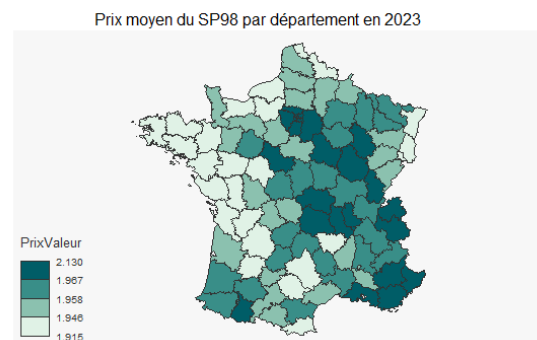 Prix moyen du SP98 par département en 2023
PrixValeur
2.130
1.967
1.958
1.946
1.915